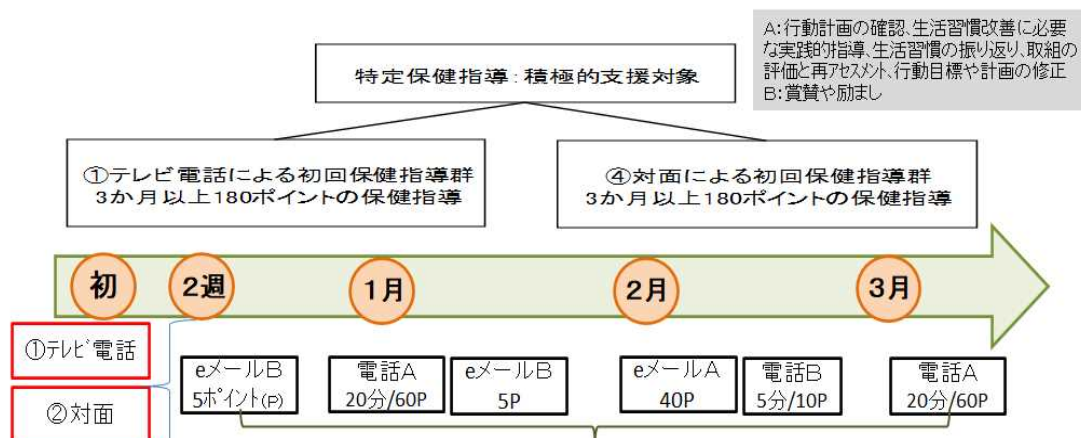 A:行動計画の確認、生活習慣改善に必要
な実践的指導、生活習慣の振り返り、取組の
評価と再アセスメント、行動目標や計画の修正
B:賞賛や励まし
特定保健指導:積極的支援対象
①テレビ電話による初回保健指導群
3か月以上180ポイントの保健指導
④対面による初回保健指導群
3か月以上180ポイントの保健指導
初
2週
1月
2月
3月
①テレビ電話
②対面
eメールB
5ポイント(P)
電話A
20分/60P
eメールB
5P
eメールA
40P
電話B
5分/10P
電話A
20分/60P